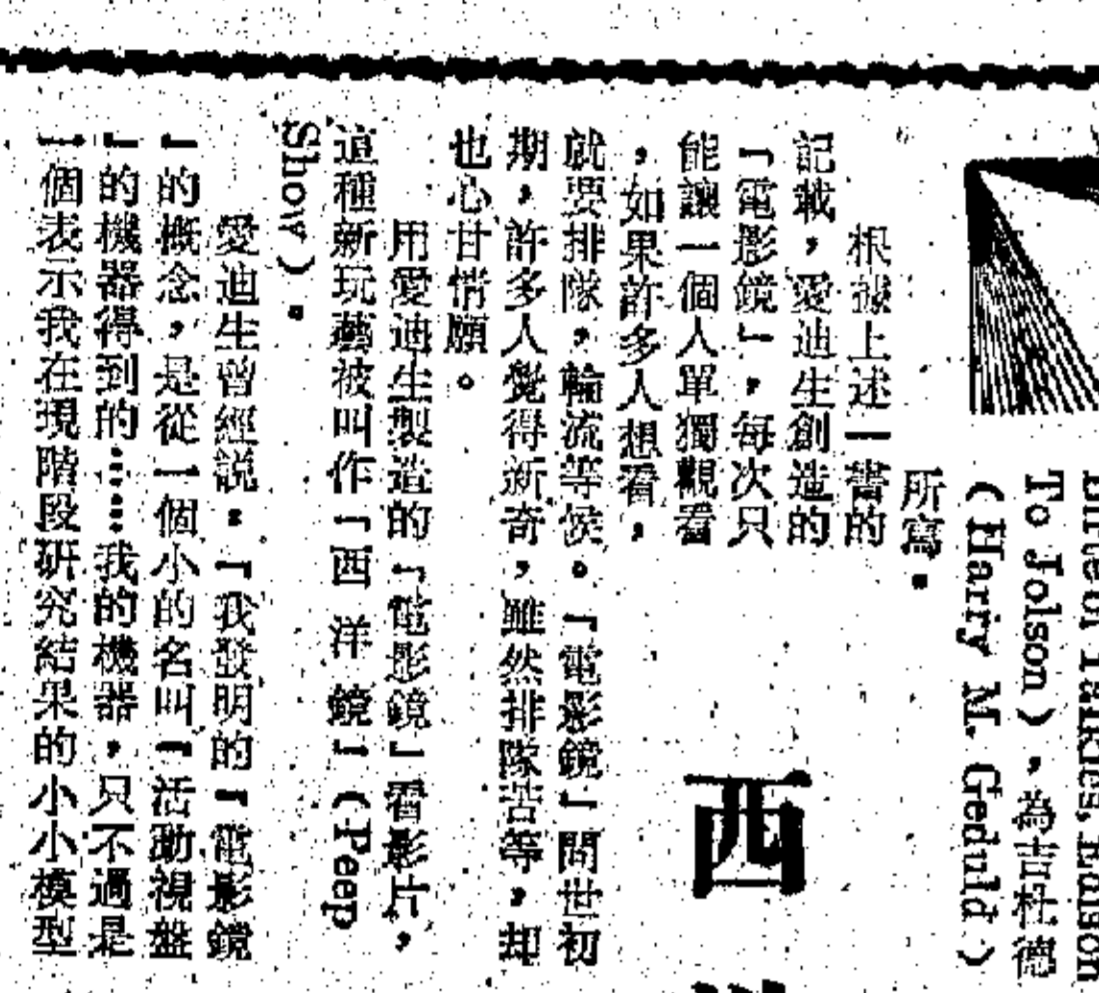 Birth of Talkies, Edison
To Jolson），為吉杜德
（Harry M. Geduld）
所寫。
根據上述一書的
記載，愛迪生創造的
「電影鏡」，每次只
能讓一個人單獨觀看
，如果許多人想看，
就要排隊，輪流等侯。「電影鏡」問世初
期，許多人覺得新奇，雖然排隊苦等，却
也心甘情願。
用愛迪生製造的「電影鏡」看影片，
這種新玩藝被叫作「西洋鏡」（Peep
Show）。
愛迪生曾經說。「我發明的「電影鏡
」的概念，是從一個小的名叫「活動視盤
」的機器得到的……我的機器，只不過是
一個表示我在現階段研究結果的小小模型
西